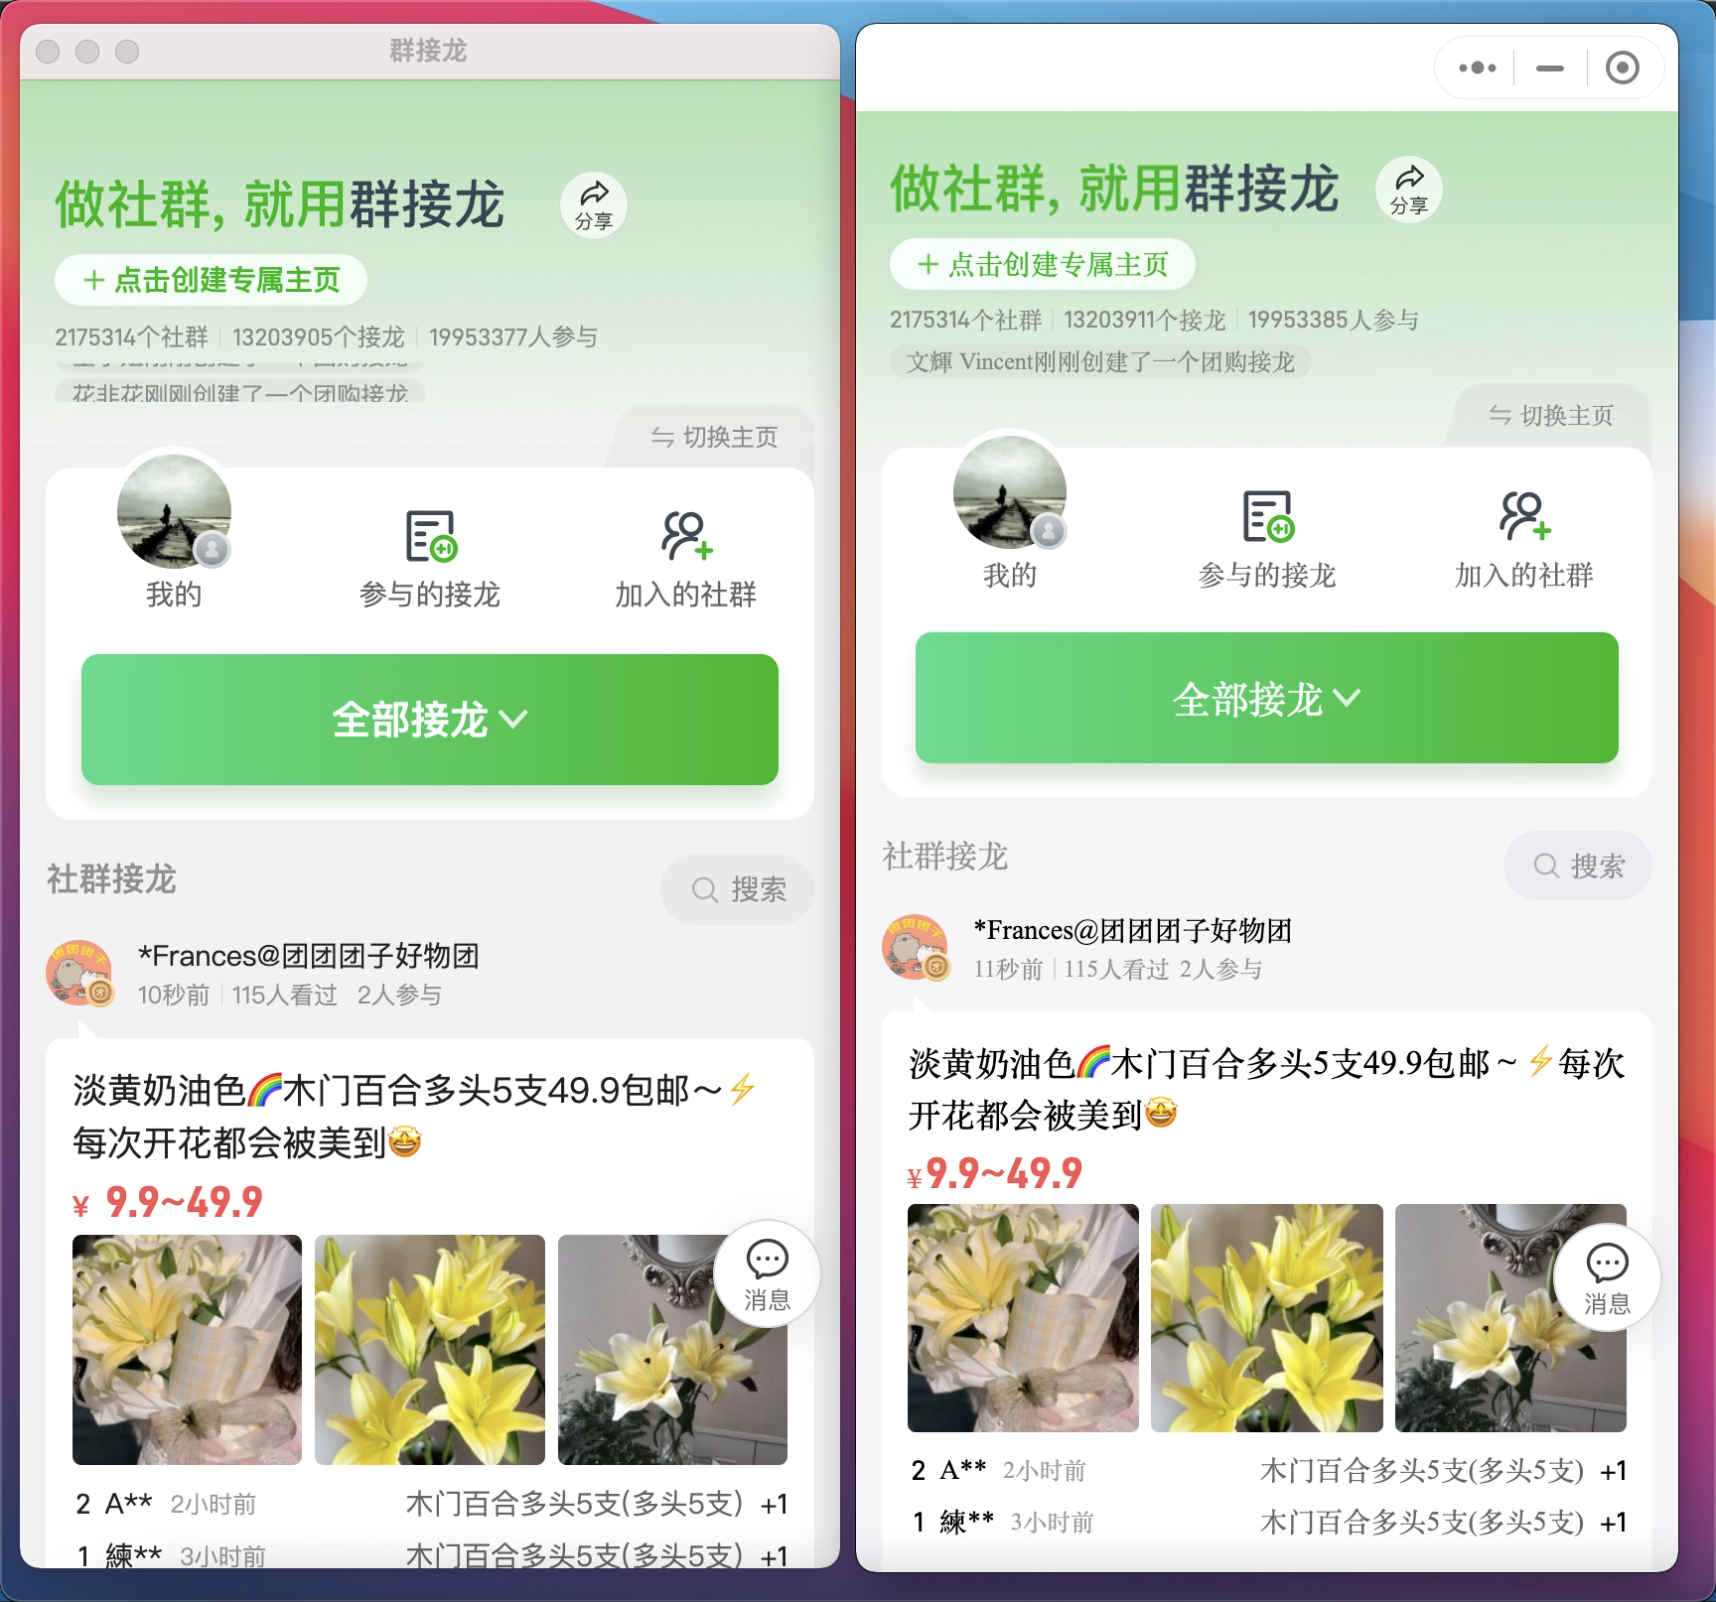 群接龙
做社群, 就用群接龙
分享
+ 点击创建专属主页
2175314个社群 13203905个接龙 19953377人参与
花非花刚刚创建了一个团购接龙
切换主页
我的
参与的接龙
加入的社群
全部接龙
社群接龙
搜索
*Frances@团团团子好物团
10秒前 115人看过 2人参与
淡黄奶油色🌈木门百合多头5支49.9包邮～⚡
每次开花都会被美到🤩
¥ 9.9~49.9
消息
2 A** 2小时前 木门百合多头5支(多头5支) +1
1 練** 3小时前 木门百合多头5支(多头5支) +1
做社群, 就用群接龙
分享
+ 点击创建专属主页
2175314个社群 13203911个接龙 19953385人参与
文輝 Vincent刚刚创建了一个团购接龙
切换主页
我的
参与的接龙
加入的社群
全部接龙
社群接龙
搜索
*Frances@团团团子好物团
11秒前 115人看过 2人参与
淡黄奶油色🌈木门百合多头5支49.9包邮～⚡每次
开花都会被美到🤩
¥9.9~49.9
消息
2 A** 2小时前 木门百合多头5支(多头5支) +1
1 練** 3小时前 木门百合多头5支(多头5支) +1